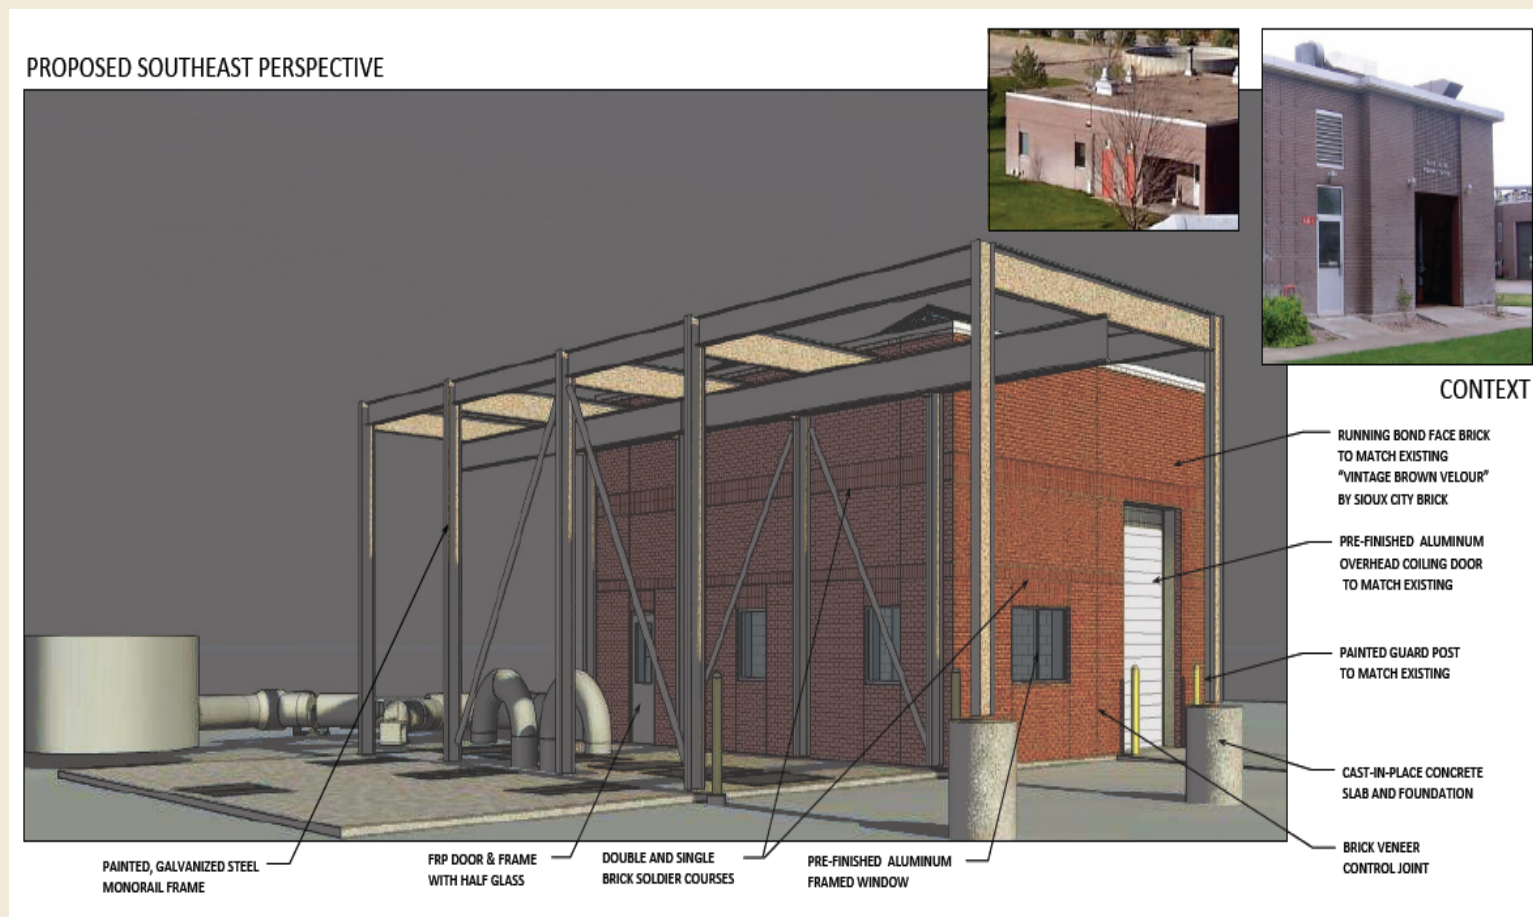 PROPOSED SOUTHEAST PERSPECTIVE
CONTEXT
RUNNING BOND FACE BRICK
TO MATCH EXISTING
“VINTAGE BROWN VELOUR”
BY SIOUX CITY BRICK
PRE-FINISHED ALUMINUM
OVERHEAD COILING DOOR
TO MATCH EXISTING
PAINTED GUARD POST
TO MATCH EXISTING
CAST-IN-PLACE CONCRETE
SLAB AND FOUNDATION
BRICK VENEER
CONTROL JOINT
PAINTED, GALVANIZED STEEL
MONORAIL FRAME
FRP DOOR & FRAME
WITH HALF GLASS
DOUBLE AND SINGLE
BRICK SOLDIER COURSES
PRE-FINISHED ALUMINUM
FRAMED WINDOW